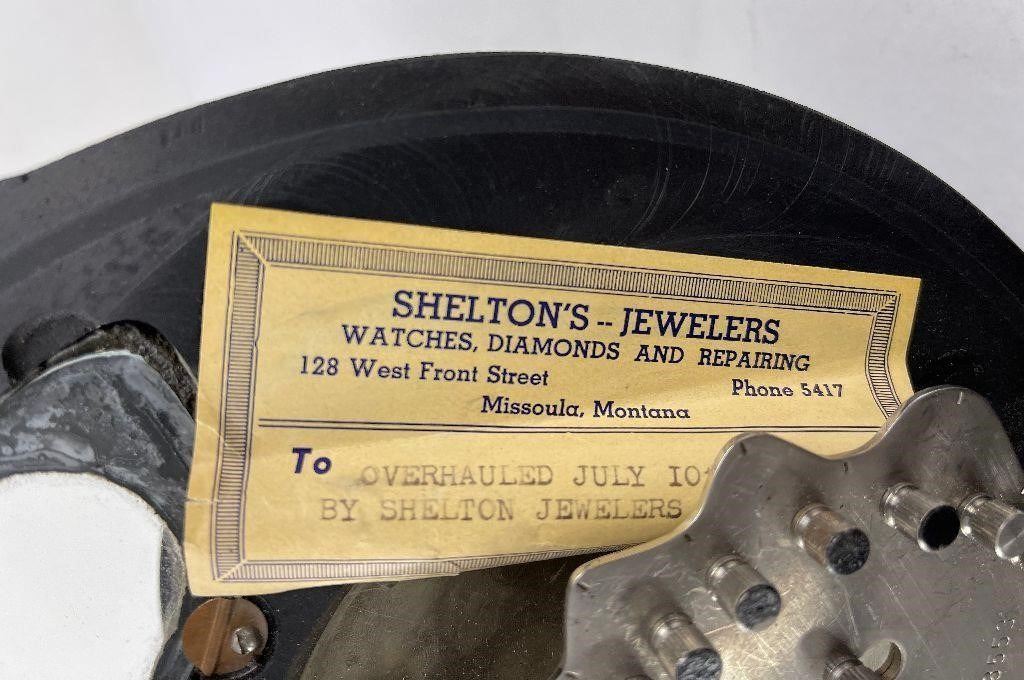 SHELTON'S -- JEWELERS
WATCHES, DIAMONDS AND REPAIRING
128 West Front Street Phone 5417
Missoula, Montana
To OVERHAULED JULY 10
BY SHELTON JEWELERS